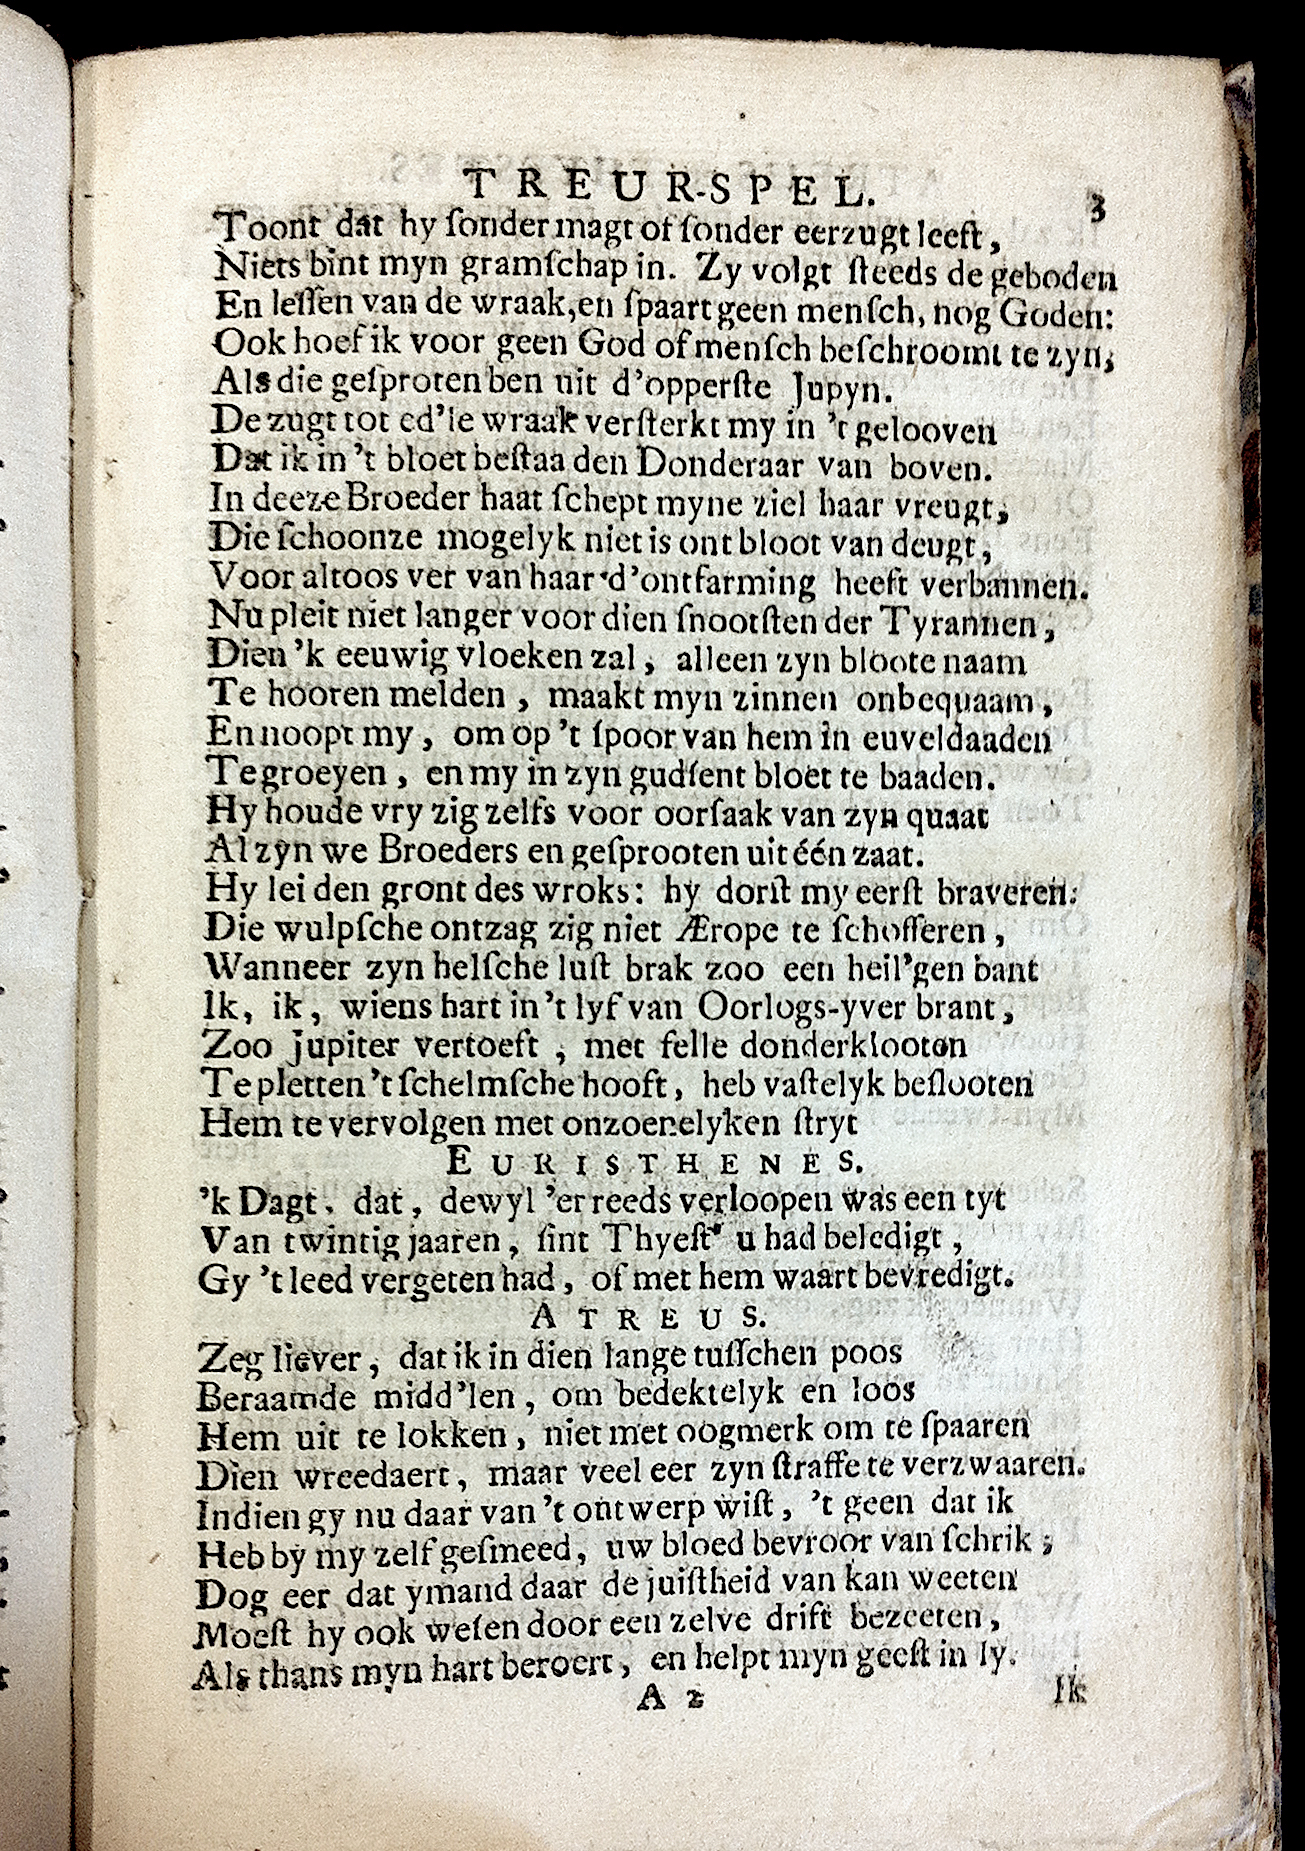 TREUR-SPEL. 3
Toont dat hy ſonder magt of ſonder eerzugt leeſt,
Niets bint myn gramſchap in. Zy volgt ſteeds de geboden
En leſſen van de wraak, en ſpaart geen menſch, nog Goden:
Ook hoef ik voor geen God of menſch beſchroomt te zyn,
Als die geſproten ben uit d'opperſte Jupyn.
De zugt tot ed'le wraak verſterkt my in 't gelooven
Dat ik in 't bloet beſtaa den Donderaar van boven.
In deeze Broeder haat ſchept myne ziel haar vreugt,
Die ſchoonze mogelyk niet is ontbloot van deugt,
Voor altoos ver van haar d'ontfarming heeft verbannen.
Nu pleit niet langer voor dien ſnootſten der Tyrannen,
Dien 'k eeuwig vloeken zal, alleen zyn bloote naam
Te hooren melden, maakt myn zinnen onbequaam,
En noopt my, om op 't ſpoor van hem in euveldaaden
Te groeyen, en my in zyn gudſent bloet te baaden.
Hy houde vry zig zelfs voor oorſaak van zyn quaat
Al zyn we Broeders en geſprooten uit één zaat.
Hy lei den gront des wroks: hy dorſt my eerſt braveren:
Die wulpſche ontzag zig niet Ærope te ſchofferen,
Wanneer zyn helſche luſt brak zoo een heil'gen bant
Ik, ik, wiens hart in 't lyf van Oorlogs-yver brant,
Zoo Jupiter vertoeft, met felle donderklooten
Te pletten 't ſchelmſche hooft, heb vaſtelyk beſlooten
Hem te vervolgen met onzoenelyken ſtryt
EURISTHENES.
'k Dagt, dat, dewyl 'er reeds verloopen was een tyt
Van twintig jaaren, ſint Thyeſt' u had beledigt,
Gy 't leed vergeten had, of met hem waart bevredigt.
ATREUS.
Zeg liever, dat ik in dien lange tuſſchen poos
Beraamde midd'len, om bedektelyk en loos
Hem uit te lokken, niet met oogmerk om te ſpaaren
Dien wreedaert, maar veel eer zyn ſtraffe te verzwaaren.
Indien gy nu daar van 't ontwerp wiſt, 't geen dat ik
Heb by my zelf geſmeed, uw bloed bevroor van ſchrik;
Dog eer dat ymand daar de juiſtheid van kan weeten
Moeſt hy ook weſen door een zelve drift bezeeten,
Als thans myn hart beroert, en helpt myn geeſt in ly.
A 2 Ik